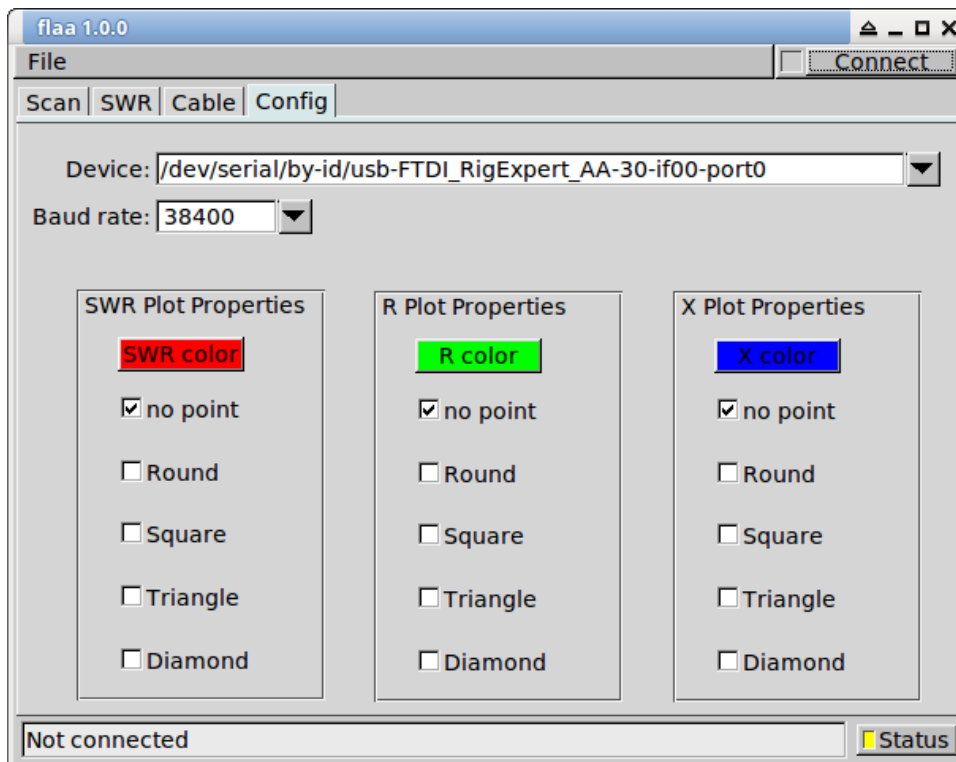 flaa 1.0.0
File
Connect
Scan SWR Cable Config
Device: /dev/serial/by-id/usb-FTDI_RigExpert_AA-30-if00-port0
Baud rate: 38400
SWR Plot Properties
SWR color
no point
Round
Square
Triangle
Diamond
R Plot Properties
R color
no point
Round
Square
Triangle
Diamond
X Plot Properties
X color
no point
Round
Square
Triangle
Diamond
Not connected
Status